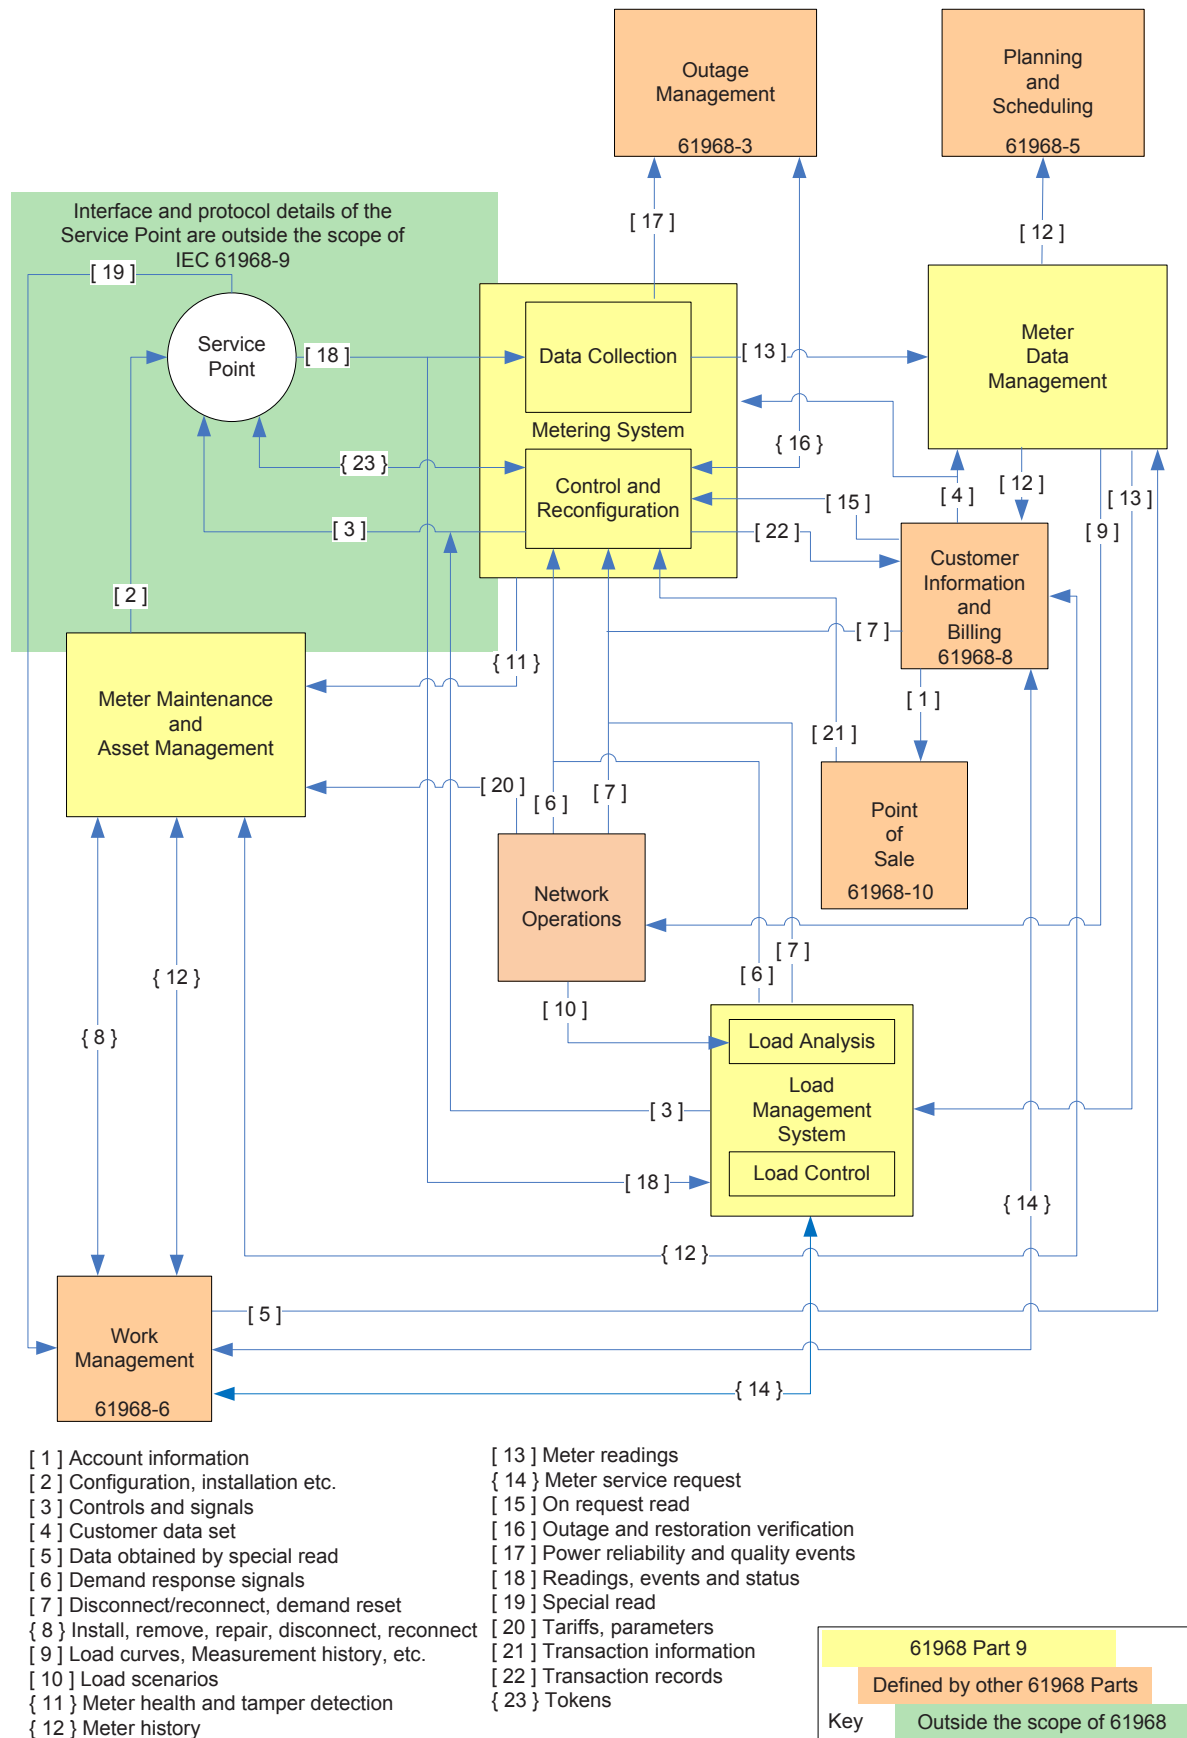 Outage
Management
61968-3
Planning
and
Scheduling
61968-5
[ 17 ]
[ 12 ]
Interface and protocol details of the
Service Point are outside the scope of
IEC 61968-9
[ 19 ]
Service
Point
[ 18 ]
Data Collection
[ 13 ]
Meter
Data
Management
Metering System
{ 16 }
{ 23 }
Control and
Reconfiguration
[ 3 ]
[ 15 ]
[ 22 ]
[ 4 ]
[ 12 ]
[ 13 ]
[ 9 ]
Customer
Information
and
Billing
61968-8
[ 2 ]
[ 7 ]
{ 11 }
[ 1 ]
Meter Maintenance
and
Asset Management
[ 21 ]
[ 20 ]
[ 6 ]
[ 7 ]
Point
of
Sale
61968-10
Network
Operations
[ 7 ]
[ 6 ]
{ 12 }
[ 10 ]
{ 8 }
Load Analysis
Load
Management
System
[ 3 ]
Load Control
[ 18 ]
{ 14 }
{ 12 }
[ 5 ]
Work
Management
61968-6
{ 14 }
[ 1 ] Account information
[ 2 ] Configuration, installation etc.
[ 3 ] Controls and signals
[ 4 ] Customer data set
[ 5 ] Data obtained by special read
[ 6 ] Demand response signals
[ 7 ] Disconnect/reconnect, demand reset
{ 8 } Install, remove, repair, disconnect, reconnect
[ 9 ] Load curves, Measurement history, etc.
[ 10 ] Load scenarios
{ 11 } Meter health and tamper detection
{ 12 } Meter history
[ 13 ] Meter readings
{ 14 } Meter service request
[ 15 ] On request read
[ 16 ] Outage and restoration verification
[ 17 ] Power reliability and quality events
[ 18 ] Readings, events and status
[ 19 ] Special read
[ 20 ] Tariffs, parameters
[ 21 ] Transaction information
[ 22 ] Transaction records
{ 23 } Tokens
61968 Part 9
Defined by other 61968 Parts
Key
Outside the scope of 61968